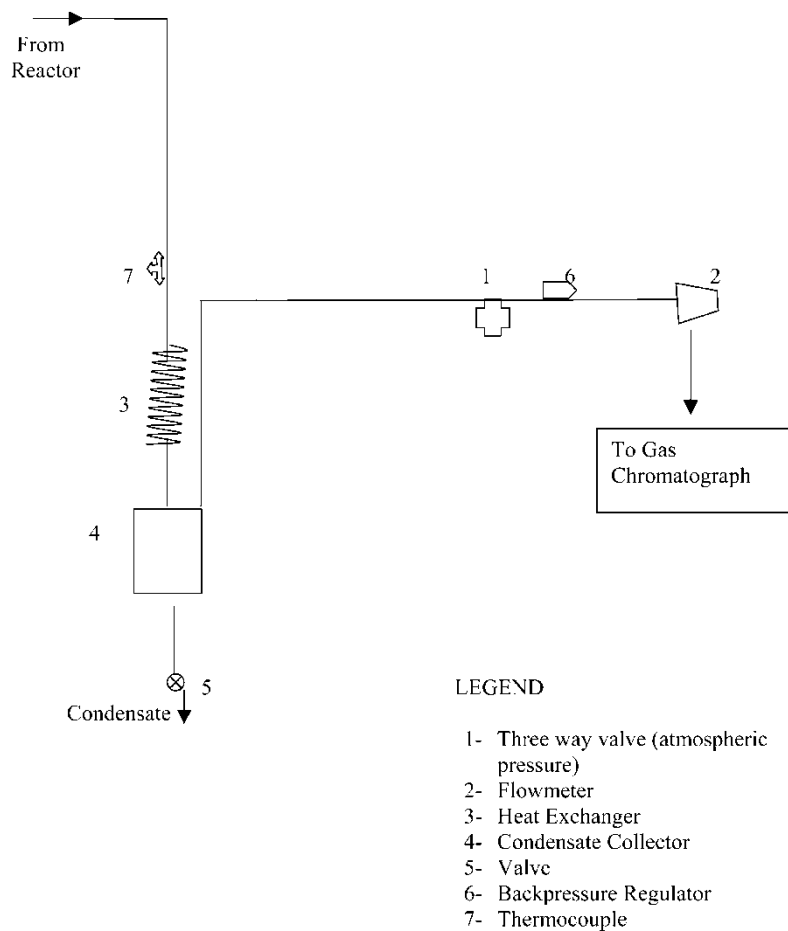 From
Reactor
7
1
6
2
3
To Gas
Chromatograph
4
5
Condensate
LEGEND
1- Three way valve (atmospheric
pressure)
2- Flowmeter
3- Heat Exchanger
4- Condensate Collector
5- Valve
6- Backpressure Regulator
7- Thermocouple